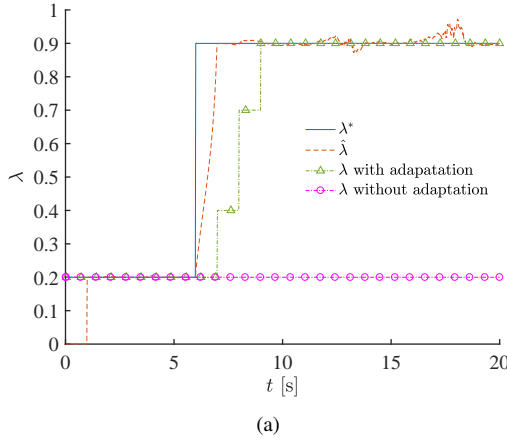 1
0.9
0.8
0.7
0.6
0.5
0.4
0.3
0.2
0.1
0
λ
λ*
λ̂
λ with adapatation
λ without adaptation
0 5 10 15 20
t [s]
(a)